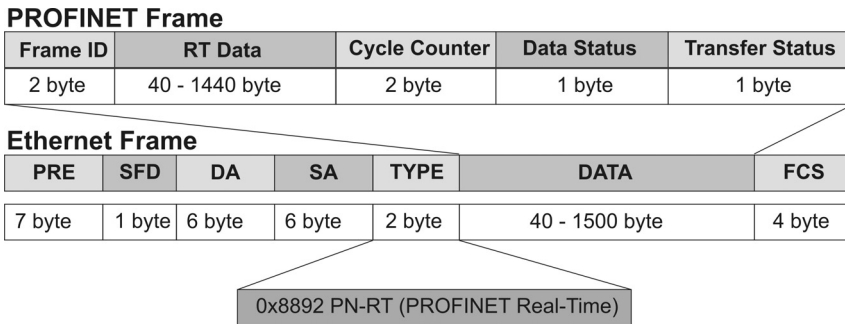 PROFINET Frame
Frame ID RT Data Cycle Counter Data Status Transfer Status
2 byte 40 - 1440 byte 2 byte 1 byte 1 byte
Ethernet Frame
PRE SFD DA SA TYPE DATA FCS
7 byte 1 byte 6 byte 6 byte 2 byte 40 - 1500 byte 4 byte
0x8892 PN-RT (PROFINET Real-Time)